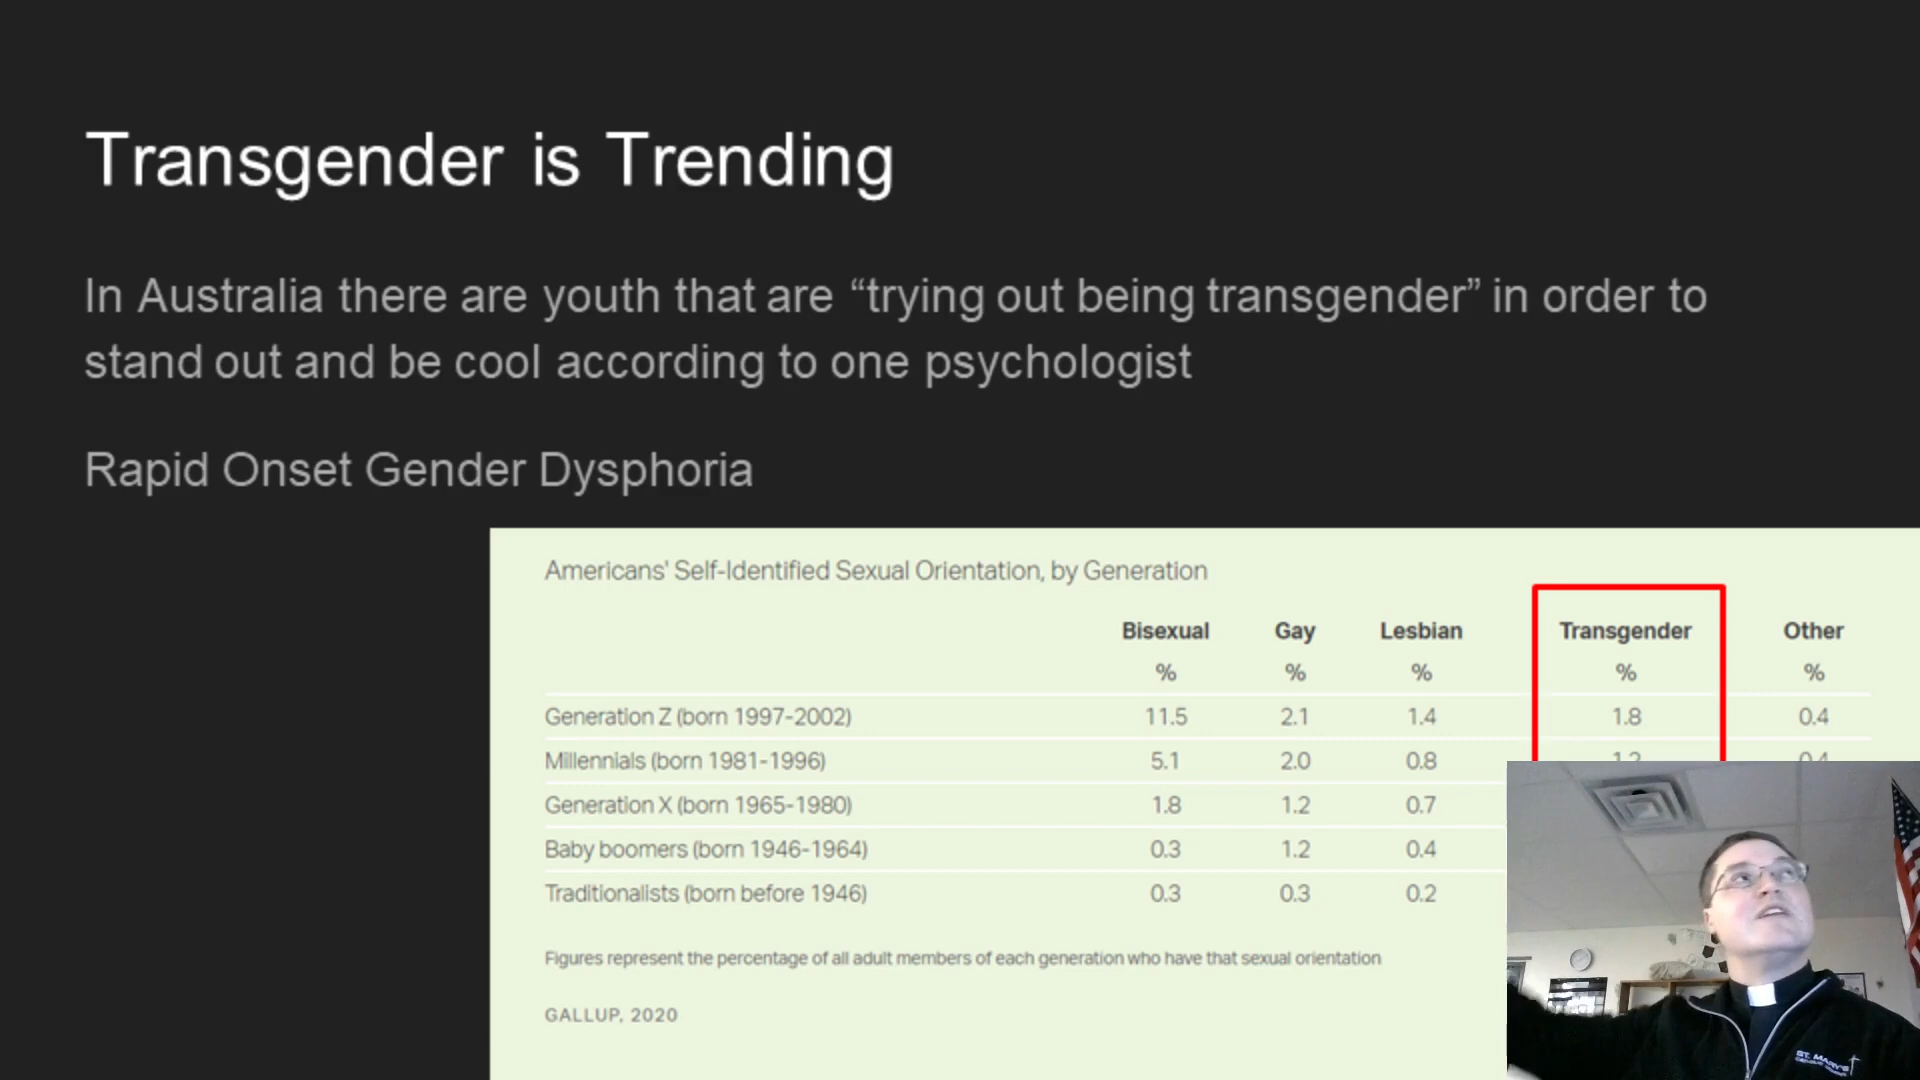 Transgender is Trending
In Australia there are youth that are “trying out being transgender” in order to
stand out and be cool according to one psychologist
Rapid Onset Gender Dysphoria
Americans' Self-Identified Sexual Orientation, by Generation
Bisexual Gay Lesbian Transgender Other
% % % % %
Generation Z (born 1997-2002) 11.5 2.1 1.4 1.8 0.4
Millennials (born 1981-1996) 5.1 2.0 0.8 1.2 0.4
Generation X (born 1965-1980) 1.8 1.2 0.7
Baby boomers (born 1946-1964) 0.3 1.2 0.4
Traditionalists (born before 1946) 0.3 0.3 0.2
Figures represent the percentage of all adult members of each generation who have that sexual orientation
GALLUP, 2020
ST. MARY'S